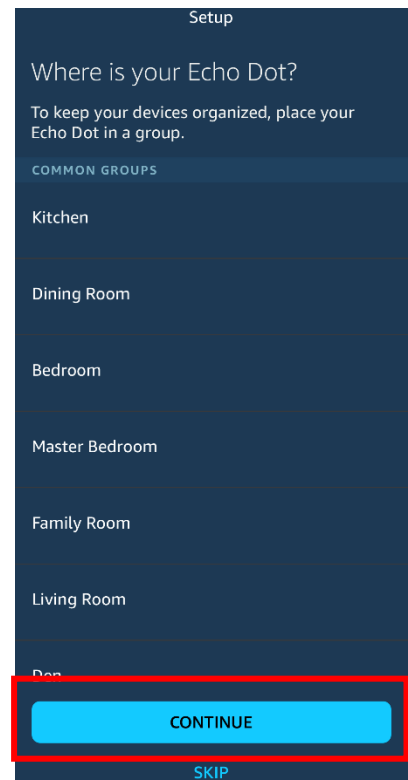 Setup
Where is your Echo Dot?
To keep your devices organized, place your
Echo Dot in a group.
COMMON GROUPS
Kitchen
Dining Room
Bedroom
Master Bedroom
Family Room
Living Room
Den
CONTINUE
SKIP